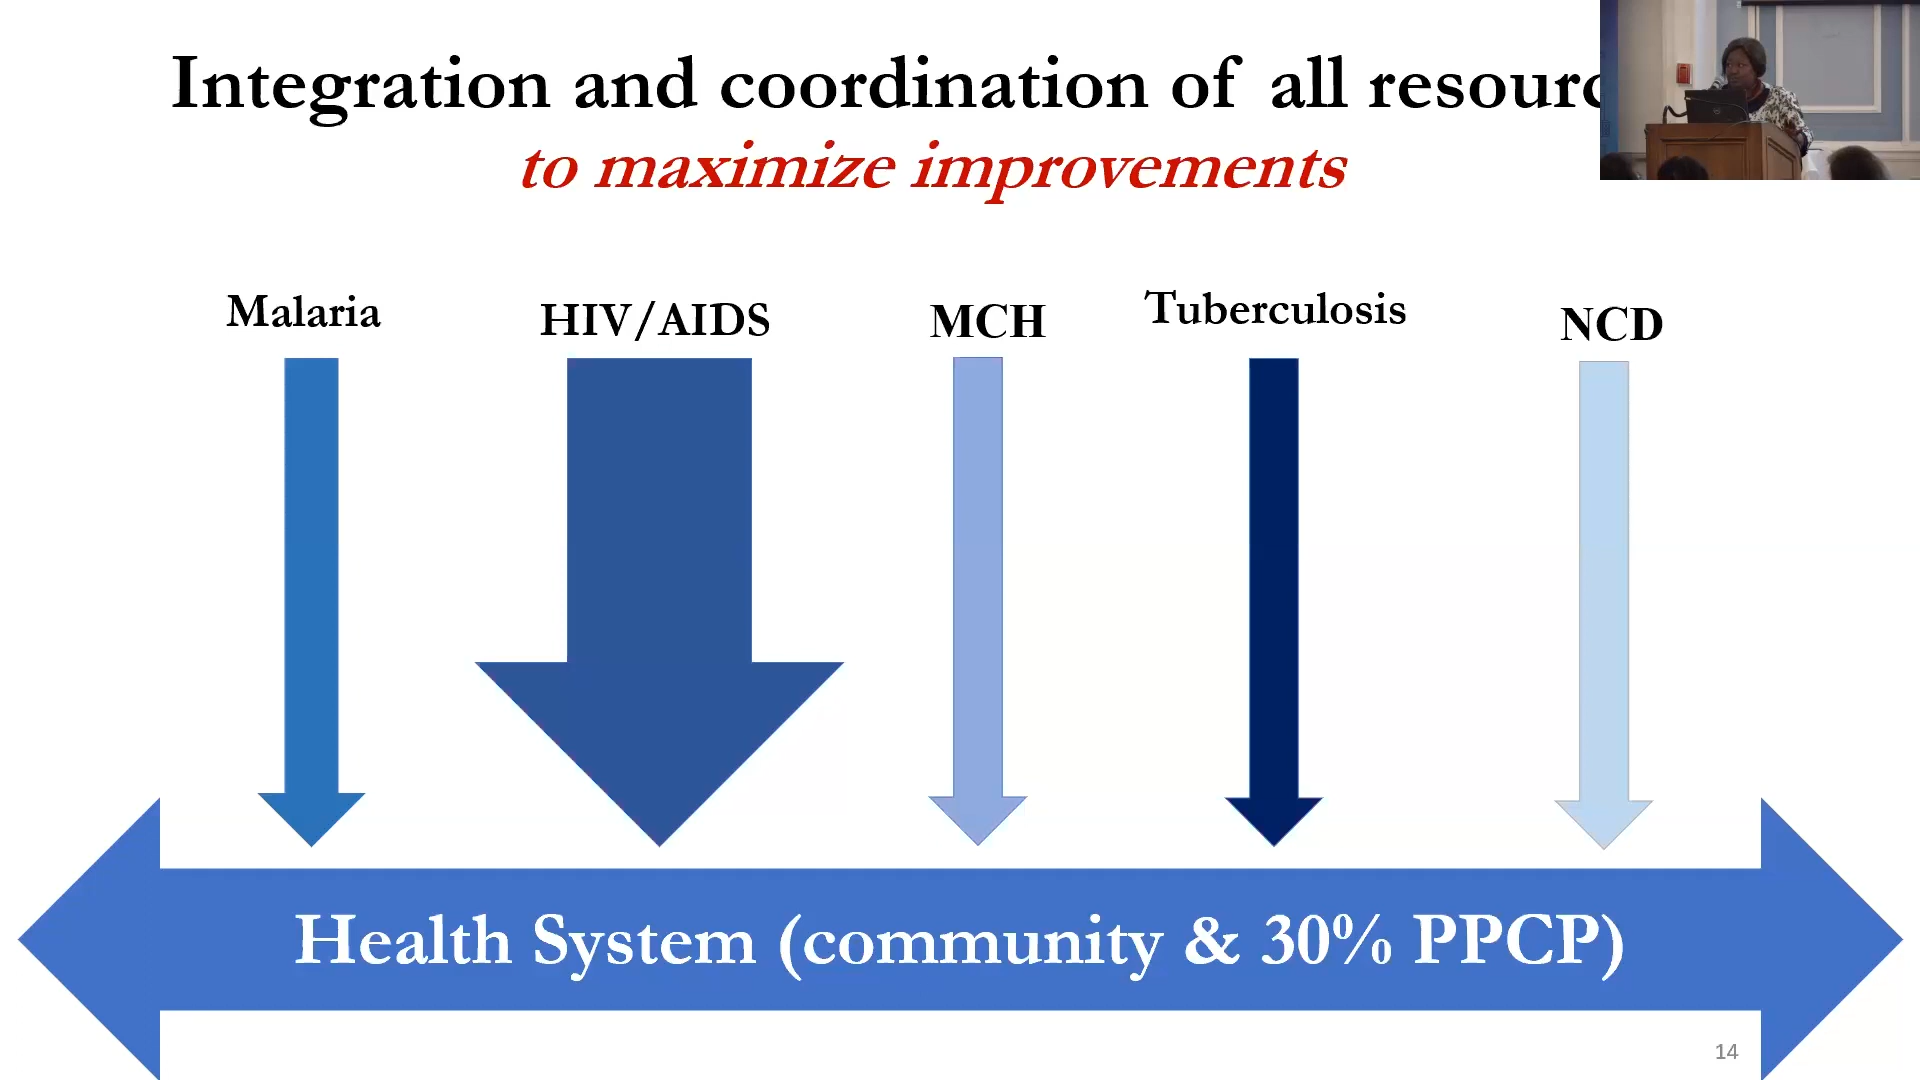 Integration and coordination of all
to maximize improvements
Malaria
HIV/AIDS
MCH
Tuberculosis
NCD
Health System (community & 30% PPCP)
14